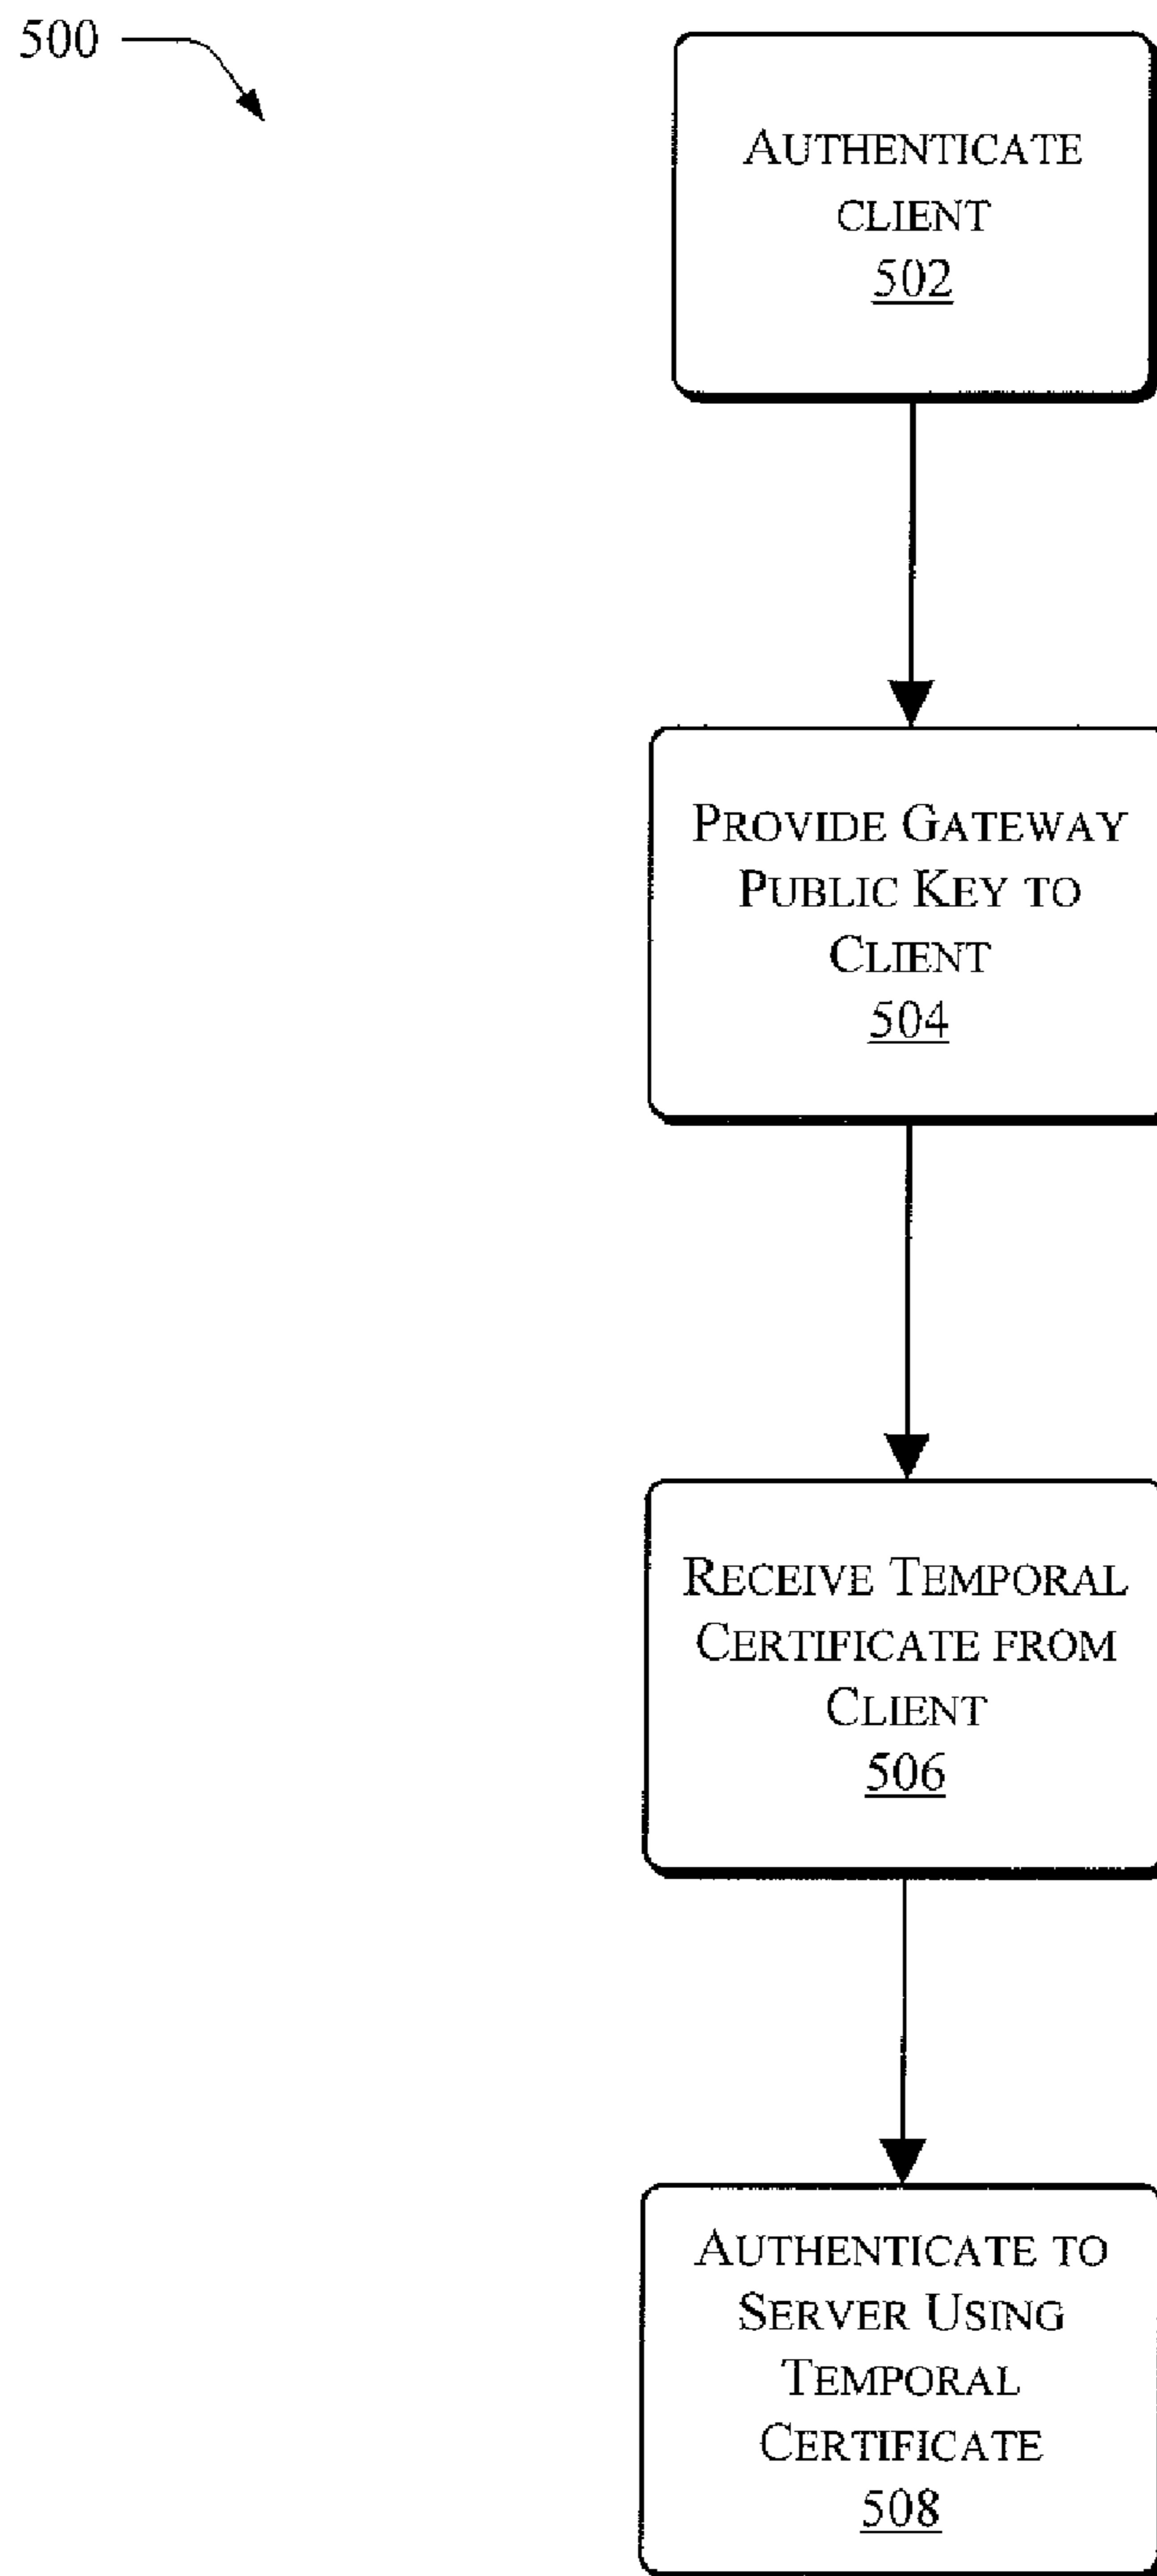 500
AUTHENTICATE
CLIENT
502
PROVIDE GATEWAY
PUBLIC KEY TO
CLIENT
504
RECEIVE TEMPORAL
CERTIFICATE FROM
CLIENT
506
AUTHENTICATE TO
SERVER USING
TEMPORAL
CERTIFICATE
508